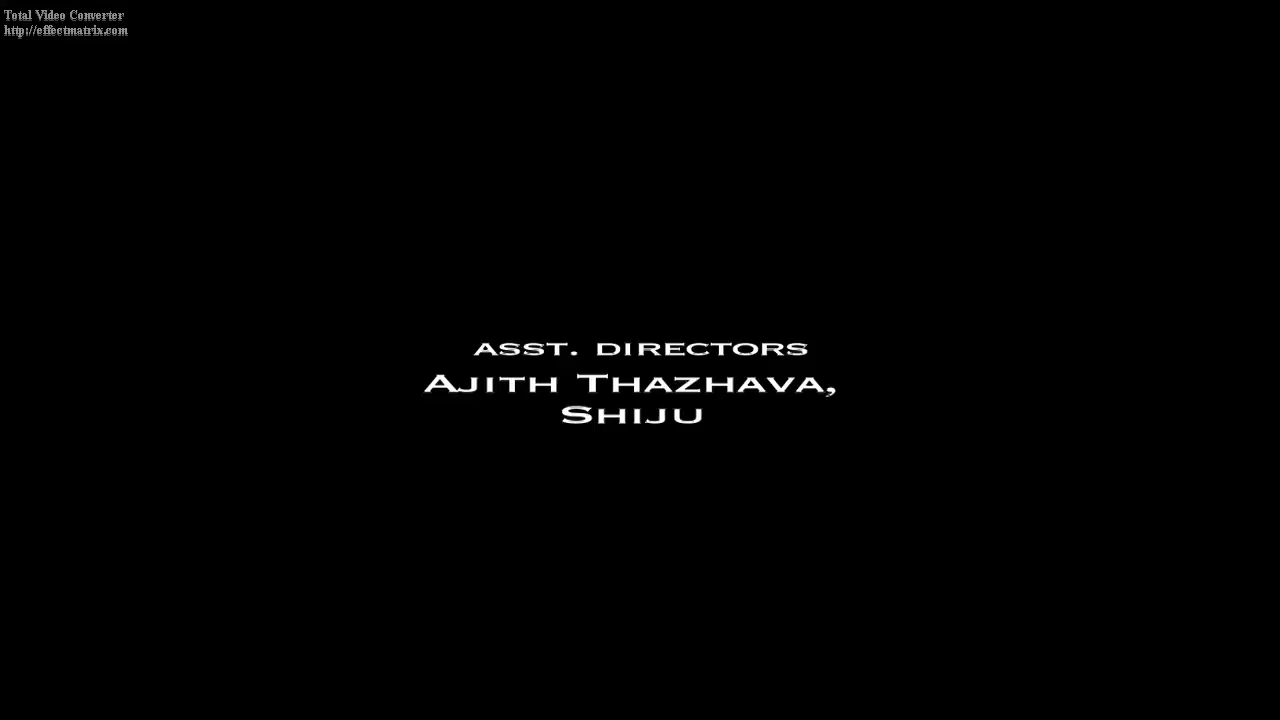 Total Video Converter
http://effectmatrix.com
ASST. DIRECTORS
AJITH THAZHAVA,
SHIJU